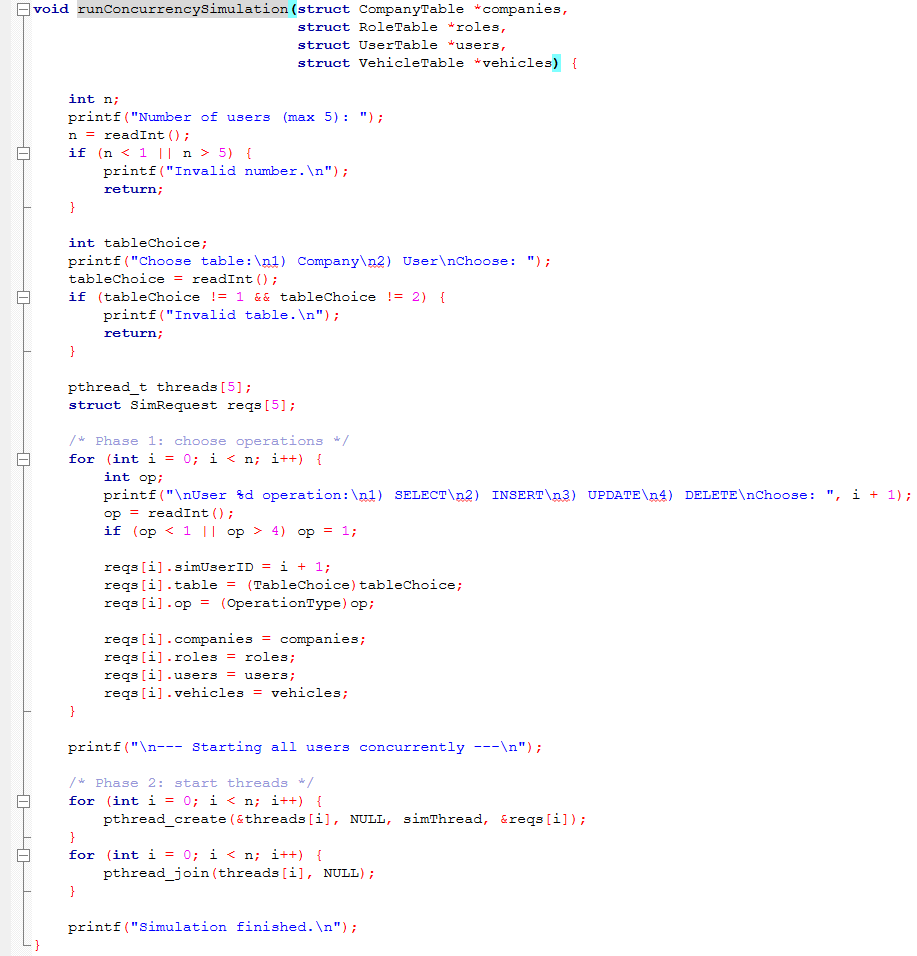 void runConcurrencySimulation(struct CompanyTable *companies,
                              struct RoleTable *roles,
                              struct UserTable *users,
                              struct VehicleTable *vehicles) {

    int n;
    printf("Number of users (max 5): ");
    n = readInt();
    if (n < 1 || n > 5) {
        printf("Invalid number.\n");
        return;
    }

    int tableChoice;
    printf("Choose table:\n1) Company\n2) User\nChoose: ");
    tableChoice = readInt();
    if (tableChoice != 1 && tableChoice != 2) {
        printf("Invalid table.\n");
        return;
    }

    pthread_t threads[5];
    struct SimRequest reqs[5];

    /* Phase 1: choose operations */
    for (int i = 0; i < n; i++) {
        int op;
        printf("\nUser %d operation:\n1) SELECT\n2) INSERT\n3) UPDATE\n4) DELETE\nChoose: ", i + 1);
        op = readInt();
        if (op < 1 || op > 4) op = 1;

        reqs[i].simUserID = i + 1;
        reqs[i].table = (TableChoice)tableChoice;
        reqs[i].op = (OperationType)op;

        reqs[i].companies = companies;
        reqs[i].roles = roles;
        reqs[i].users = users;
        reqs[i].vehicles = vehicles;
    }

    printf("\n--- Starting all users concurrently ---\n");

    /* Phase 2: start threads */
    for (int i = 0; i < n; i++) {
        pthread_create(&threads[i], NULL, simThread, &reqs[i]);
    }
    for (int i = 0; i < n; i++) {
        pthread_join(threads[i], NULL);
    }

    printf("Simulation finished.\n");
}